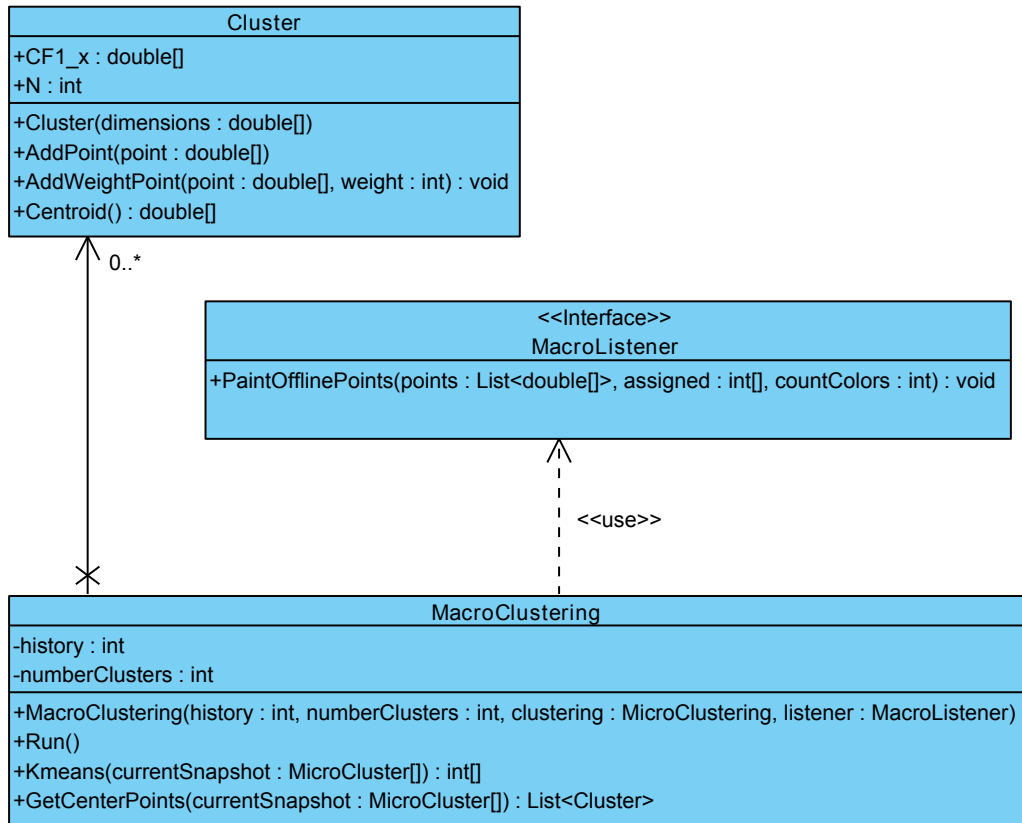 Cluster
+CF1_x : double[]
+N : int
+Cluster(dimensions : double[])
+AddPoint(point : double[])
+AddWeightPoint(point : double[], weight : int) : void
+Centroid() : double[]
0..*
<<Interface>>
MacroListener
+PaintOfflinePoints(points : List<double[]>, assigned : int[], countColors : int) : void
<<use>>
MacroClustering
-history : int
-numberClusters : int
+MacroClustering(history : int, numberClusters : int, clustering : MicroClustering, listener : MacroListener)
+Run()
+Kmeans(currentSnapshot : MicroCluster[]) : int[]
+GetCenterPoints(currentSnapshot : MicroCluster[]) : List<Cluster>